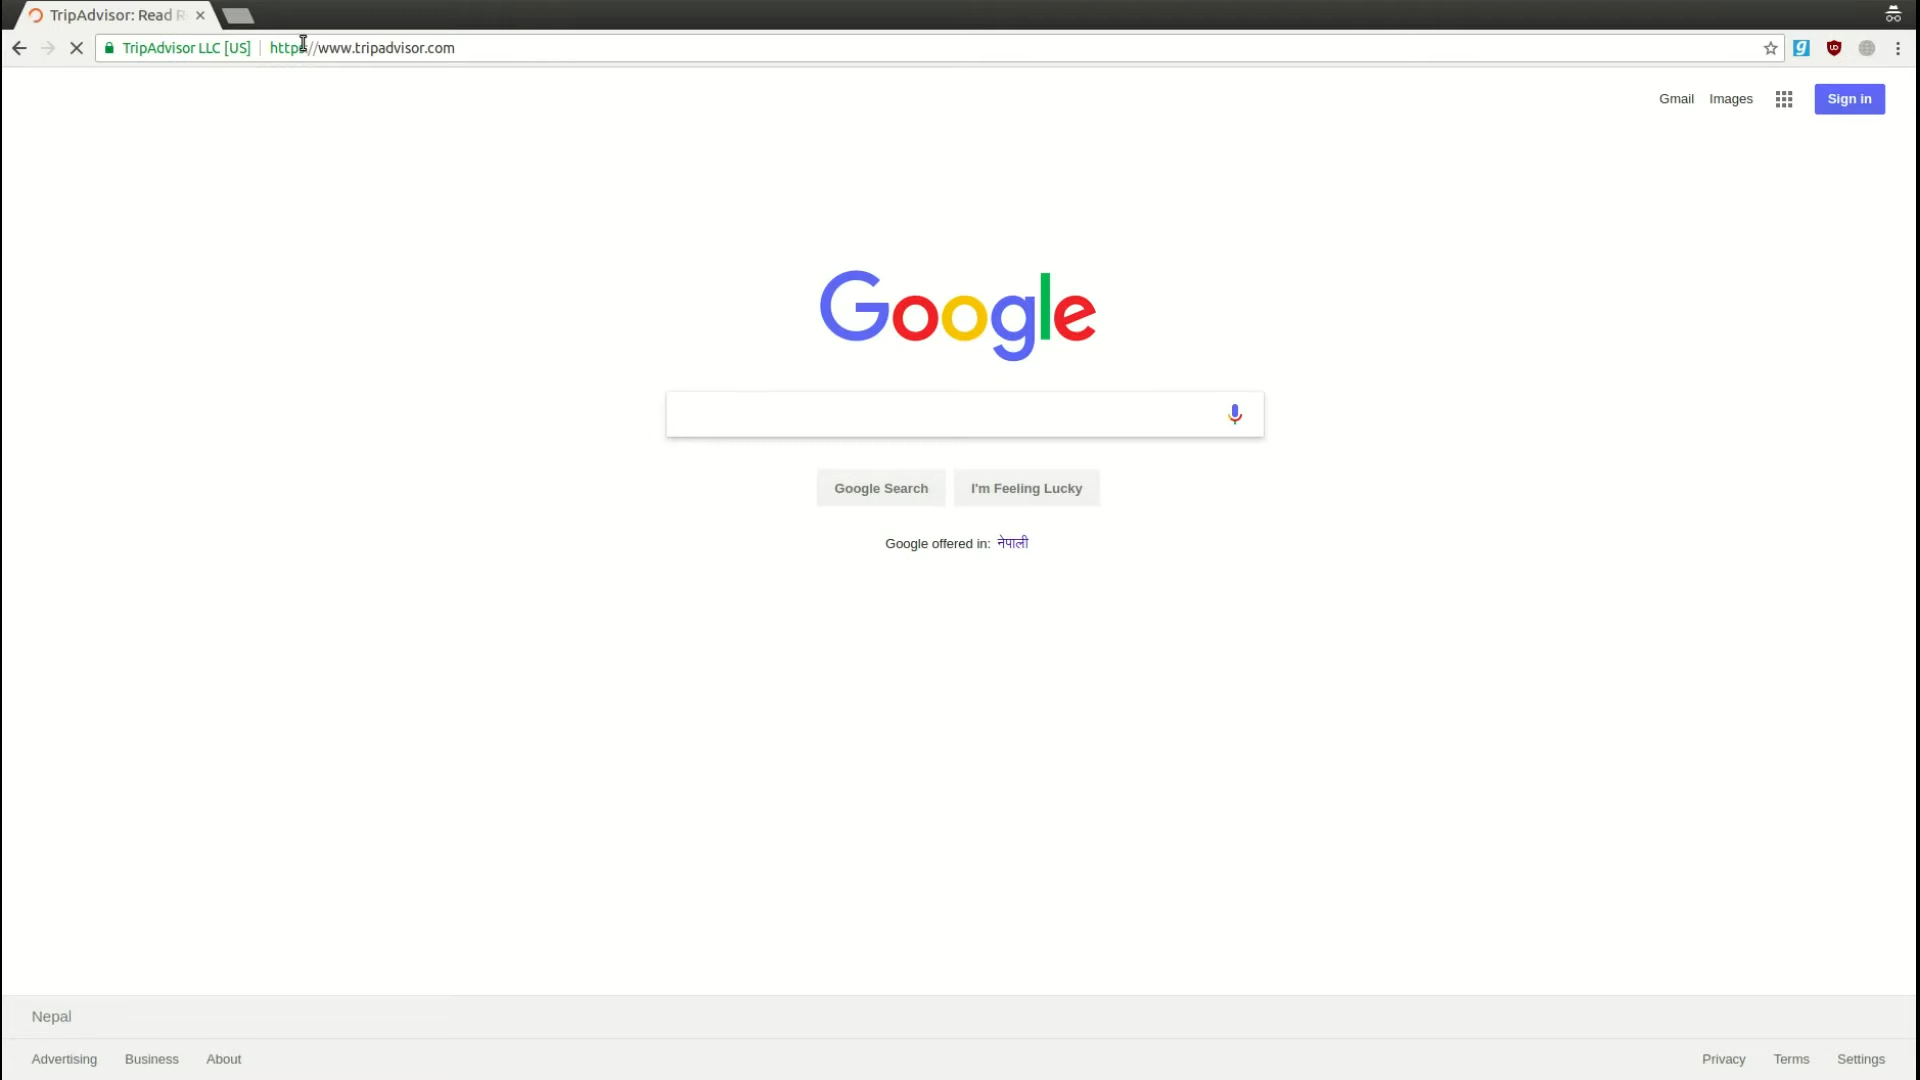 TripAdvisor: Read R
TripAdvisor LLC [US] https://www.tripadvisor.com
Gmail Images Sign in
Google
Google Search I'm Feeling Lucky
Google offered in: नेपाली
Nepal
Advertising Business About Privacy Terms Settings